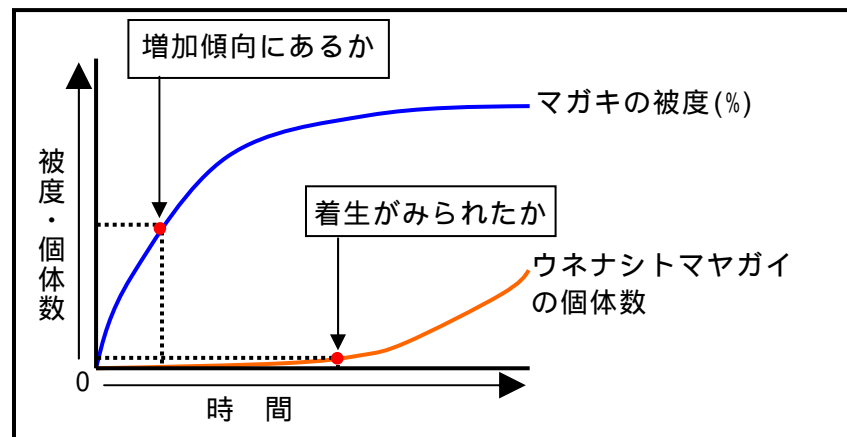 増加傾向にあるか
マガキの被度(%)
被度・個体数
着生がみられたか
ウネナシトマヤガイ
の個体数
0
時　間